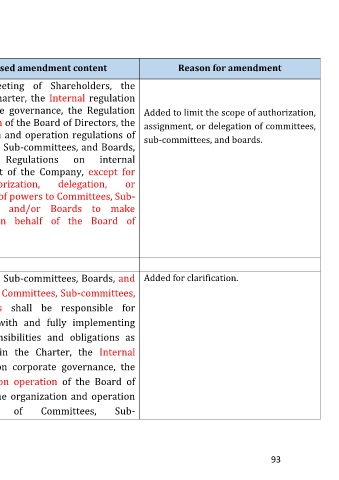 sed amendment content
Reason for amendment
eeting of Shareholders, the
harter, the Internal regulation
e governance, the Regulation
n of the Board of Directors, the
n and operation regulations of
, Sub-committees, and Boards,
Regulations on internal
t of the Company, except for
orization, delegation, or
of powers to Committees, Sub-
and/or Boards to make
n behalf of the Board of
Added to limit the scope of authorization,
assignment, or delegation of committees,
sub-committees, and boards.
Sub-committees, Boards, and
Committees, Sub-committees,
s shall be responsible for
with and fully implementing
nsibilities and obligations as
in the Charter, the Internal
on corporate governance, the
on operation of the Board of
he organization and operation
of Committees, Sub-
Added for clarification.
93